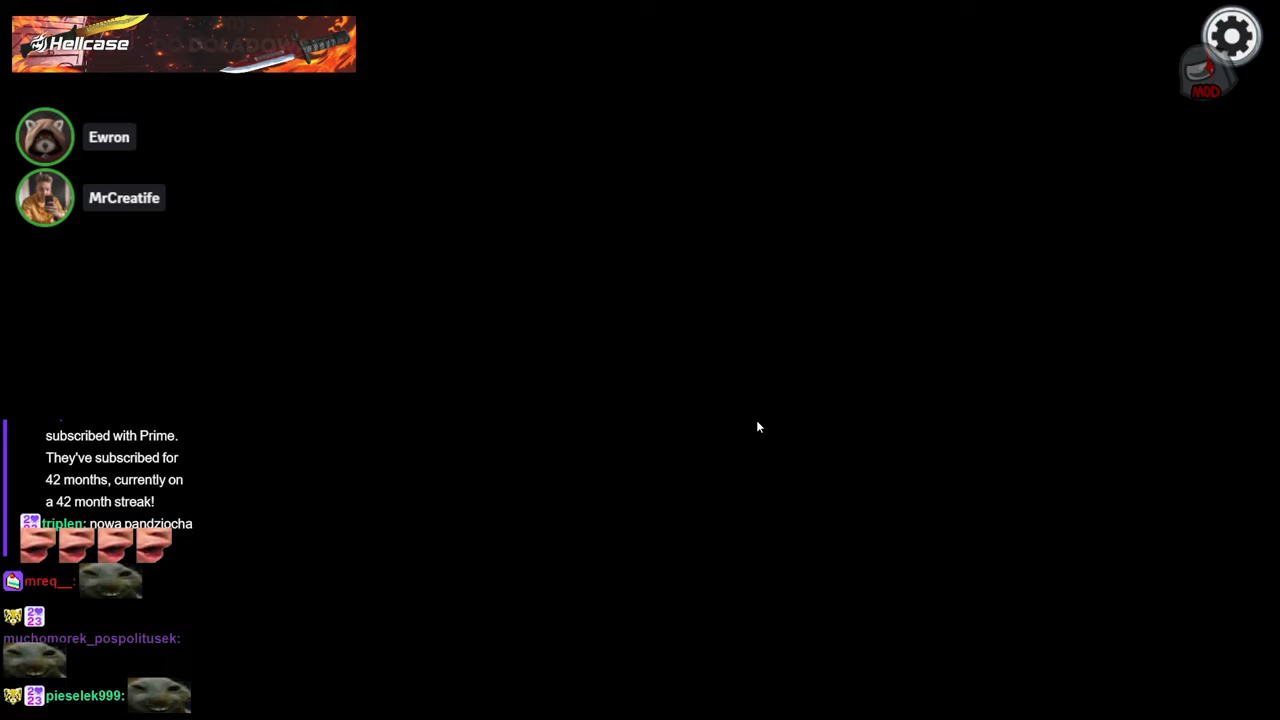 Hellcase
MOD
Ewron
MrCreatife
subscribed with Prime.
They've subscribed for
42 months, currently on
a 42 month streak!
triplen: nowa pandziocha
mreq__:
muchomorek_pospolitusek:
pieselek999: